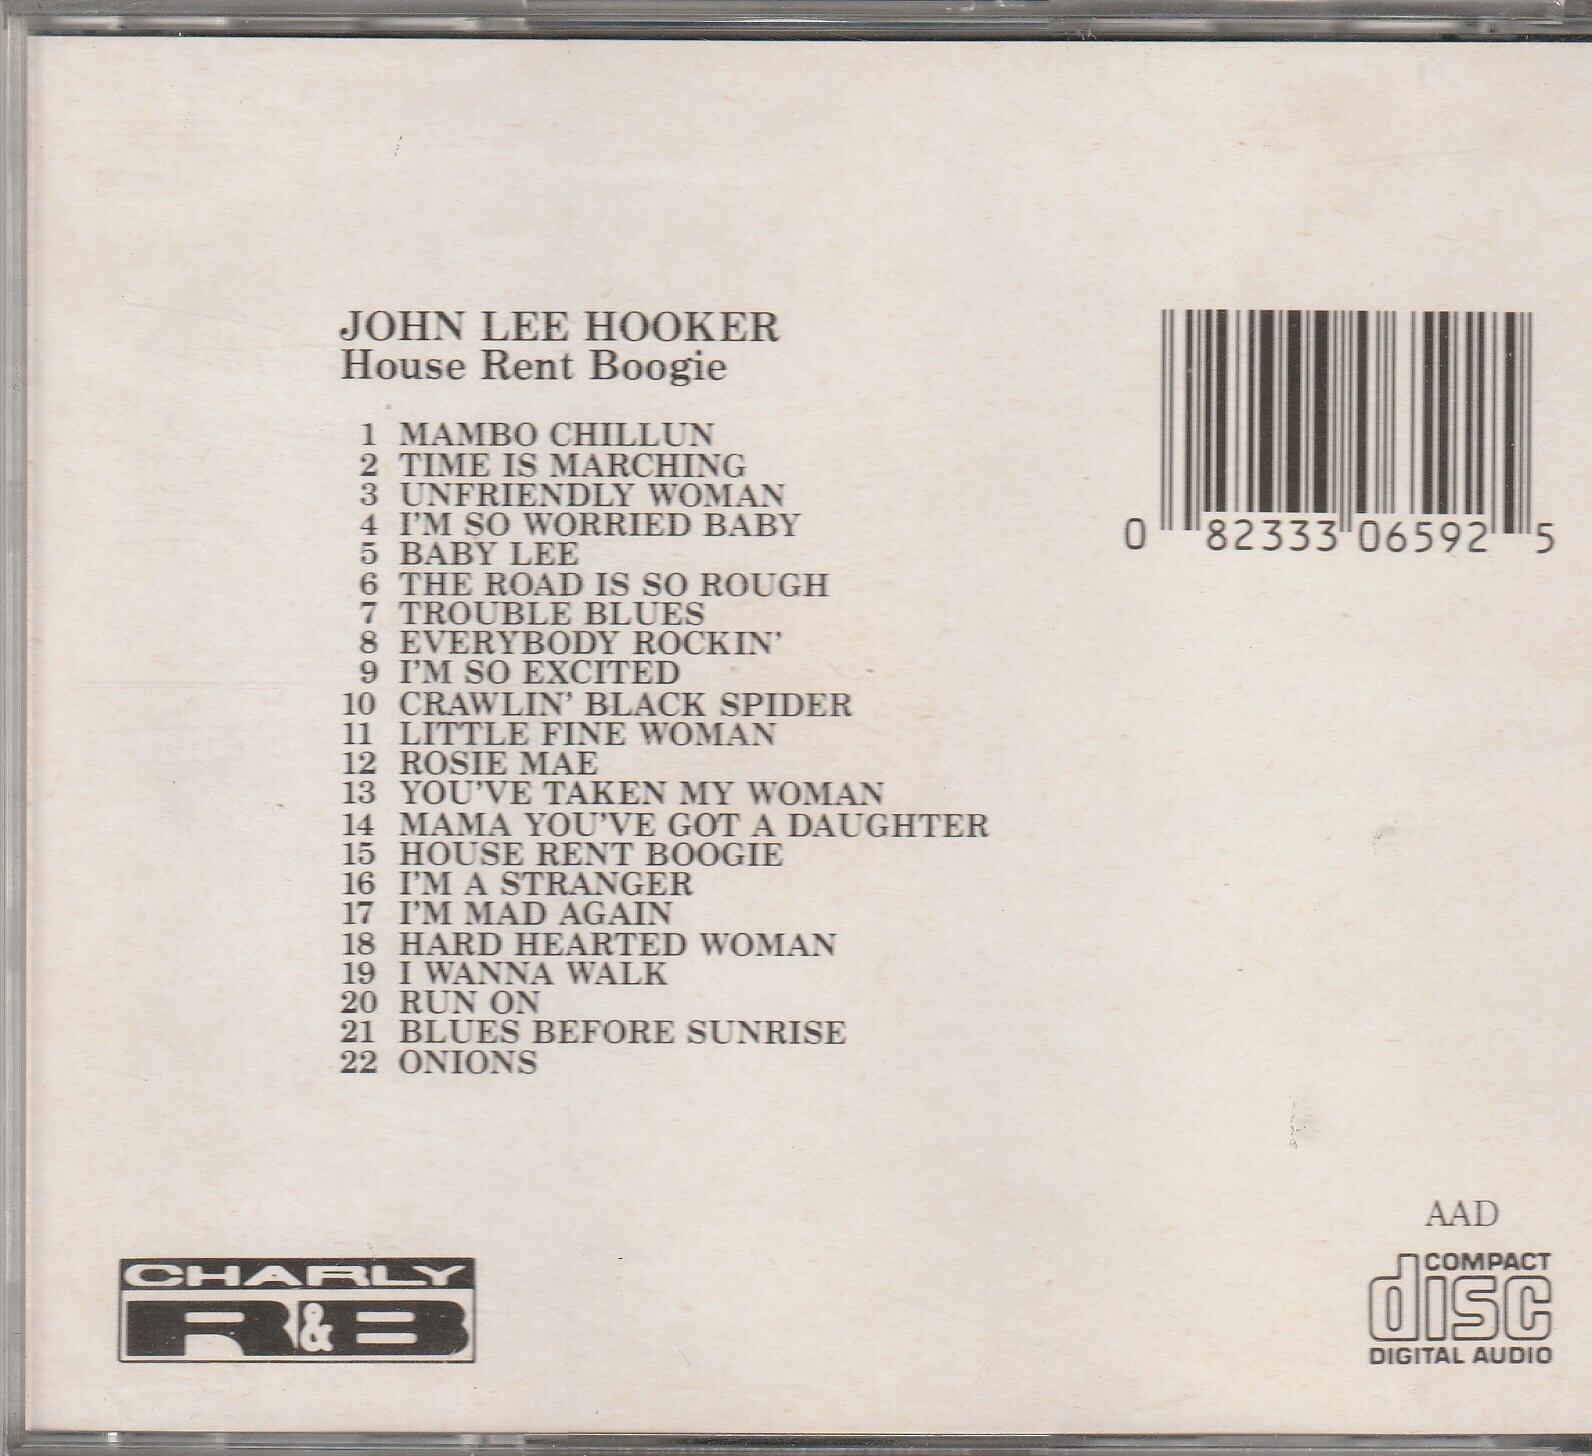 JOHN LEE HOOKER
House Rent Boogie
1 MAMBO CHILLUN
2 TIME IS MARCHING
3 UNFRIENDLY WOMAN
4 I'M SO WORRIED BABY
5 BABY LEE
6 THE ROAD IS SO ROUGH
7 TROUBLE BLUES
8 EVERYBODY ROCKIN'
9 I'M SO EXCITED
10 CRAWLIN' BLACK SPIDER
11 LITTLE FINE WOMAN
12 ROSIE MAE
13 YOU'VE TAKEN MY WOMAN
14 MAMA YOU'VE GOT A DAUGHTER
15 HOUSE RENT BOOGIE
16 I'M A STRANGER
17 I'M MAD AGAIN
18 HARD HEARTED WOMAN
19 I WANNA WALK
20 RUN ON
21 BLUES BEFORE SUNRISE
22 ONIONS
0 82333 06592 5
CHARLY
R&B
AAD
COMPACT
disc
DIGITAL AUDIO